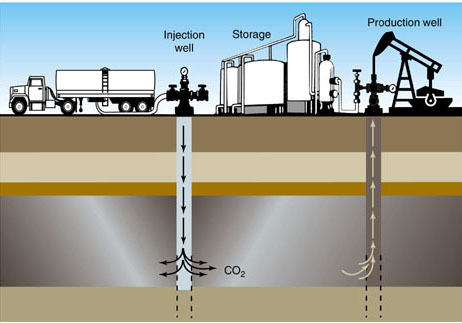 Injection
well
Storage
Production well
CO₂